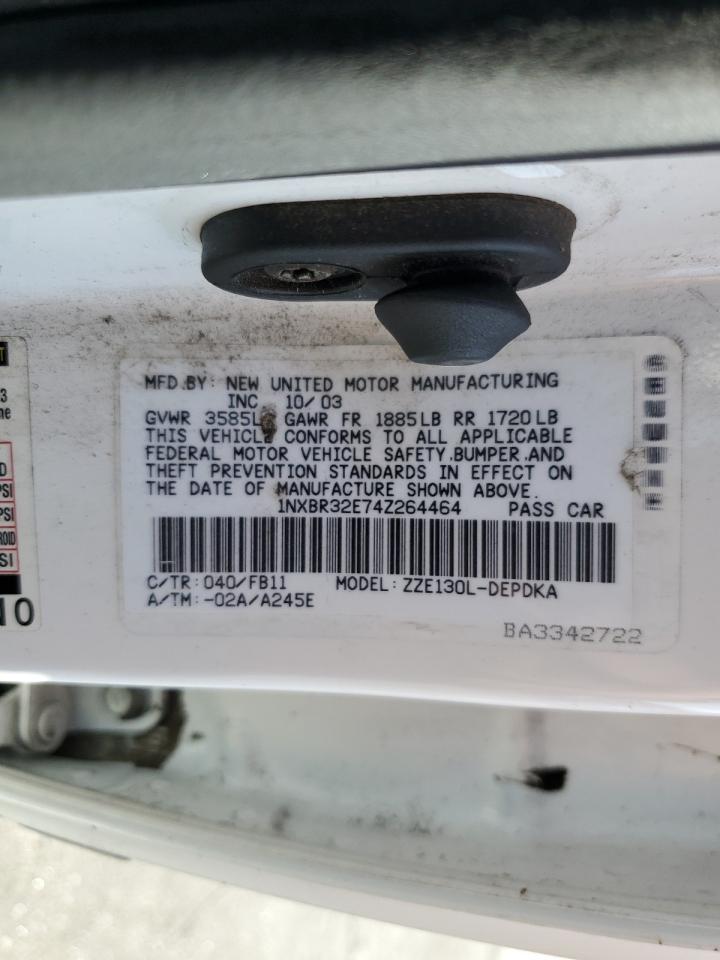 MFD.BY: NEW UNITED MOTOR MANUFACTURING
INC 10/03
GVWR 3585L GAWR FR 1885LB RR 1720LB
THIS VEHICLE CONFORMS TO ALL APPLICABLE
FEDERAL MOTOR VEHICLE SAFETY.BUMPER.AND
THEFT PREVENTION STANDARDS IN EFFECT ON
THE DATE OF MANUFACTURE SHOWN ABOVE.
1NXBR32E74Z264464 PASS CAR
C/TR: 040/FB11 MODEL: ZZE130L-DEPDKA
A/TM: -02A/A245E
BA3342722